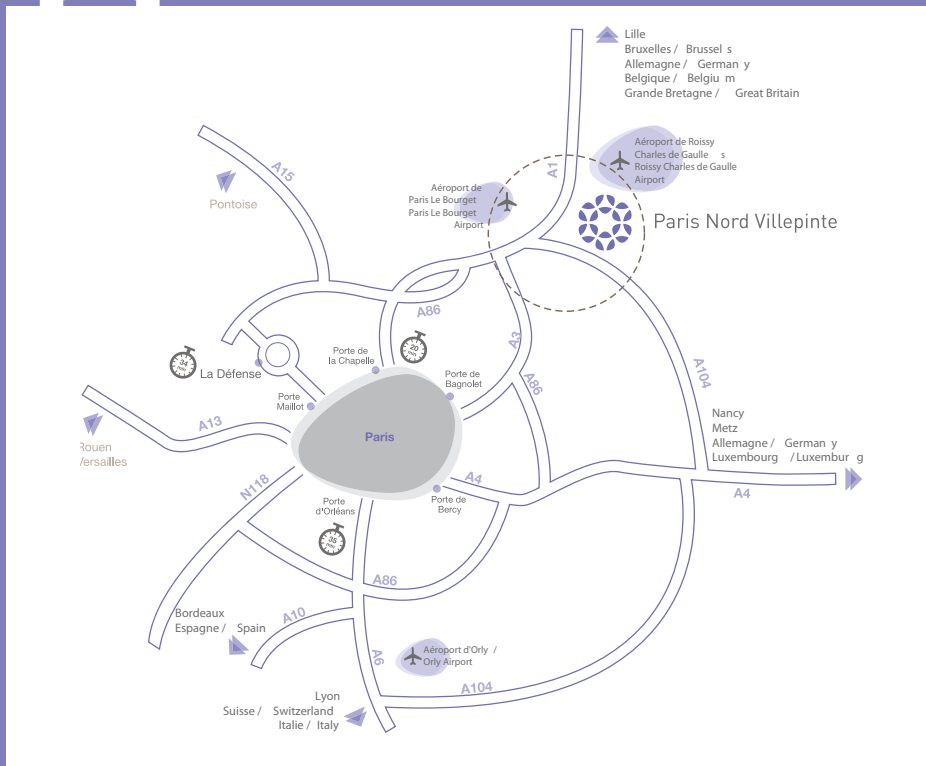 Lille
Bruxelles / Brussel s
Allemagne / German y
Belgique / Belgiu m
Grande Bretagne / Great Britain
A1
Aéroport de Roissy
Charles de Gaulle s
Roissy Charles de Gaulle
Airport
A15
Pontoise
Aéroport de
Paris Le Bourget
Paris Le Bourget
Airport
Paris Nord Villepinte
A86
A3
20
min
34
min
La Défense
Porte de
la Chapelle
Porte
Maillot
Porte de
Bagnolet
A86
A104
A13
Rouen
Versailles
Paris
Nancy
Metz
Allemagne / German y
Luxembourg / Luxembur g
A4
A4
N118
Porte
d'Orléans
Porte de
Bercy
35
min
A86
A10
Bordeaux
Espagne / Spain
A6
Aéroport d'Orly /
Orly Airport
A104
Lyon
Suisse / Switzerland
Italie / Italy